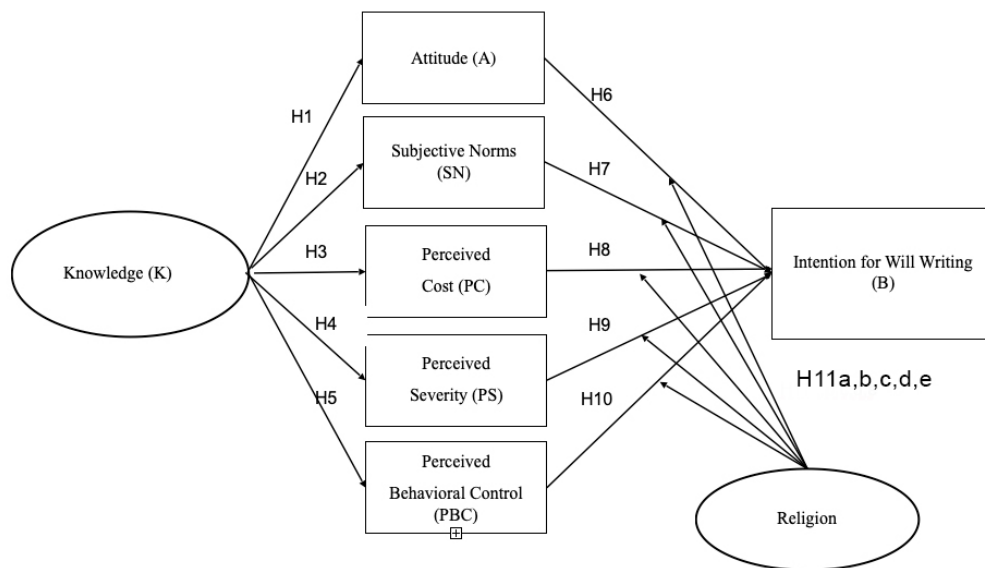 Attitude (A)
H6
H1
Subjective Norms
(SN)
H7
H2
Knowledge (K)
H3
Perceived
Cost (PC)
H8
Intention for Will Writing
(B)
H4
Perceived
Severity (PS)
H9
H11a,b,c,d,e
H5
H10
Perceived
Behavioral Control
(PBC)
Religion